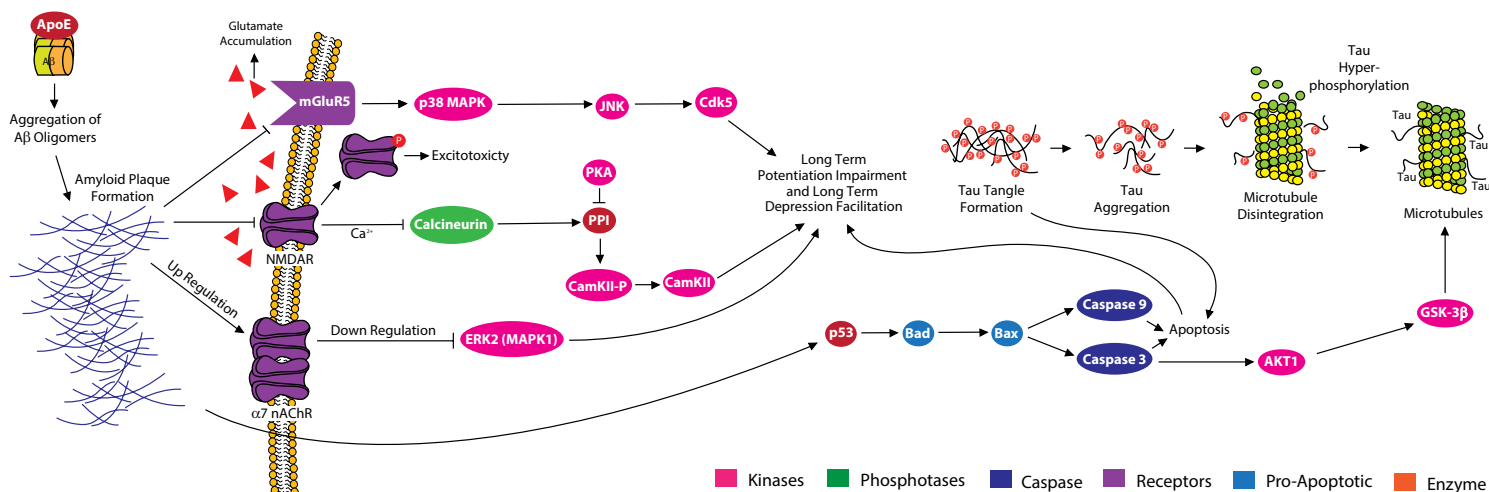 ApoE
Aβ
Aggregation of
Aβ Oligomers
Amyloid Plaque
Formation
Glutamate
Accumulation
mGluR5
p38 MAPK
JNK
Cdk5
P
Excitotoxicity
NMDAR
Ca²⁺
Calcineurin
PKA
PPI
CamKII-P
CamKII
Up Regulation
Down Regulation
ERK2 (MAPK1)
α7 nAChR
Long Term
Potentiation Impairment
and Long Term
Depression Facilitation
P P P P P P P P P P
Tau Tangle
Formation
P P P P P P P P
Tau
Aggregation
P P P P P
Microtubule
Disintegration
Tau
Hyper-
phosphorylation
Tau
Tau
Tau
Tau
Microtubules
p53
Bad
Bax
Caspase 9
Caspase 3
Apoptosis
AKT1
GSK-3β
Kinases
Phosphotases
Caspase
Receptors
Pro-Apoptotic
Enzyme